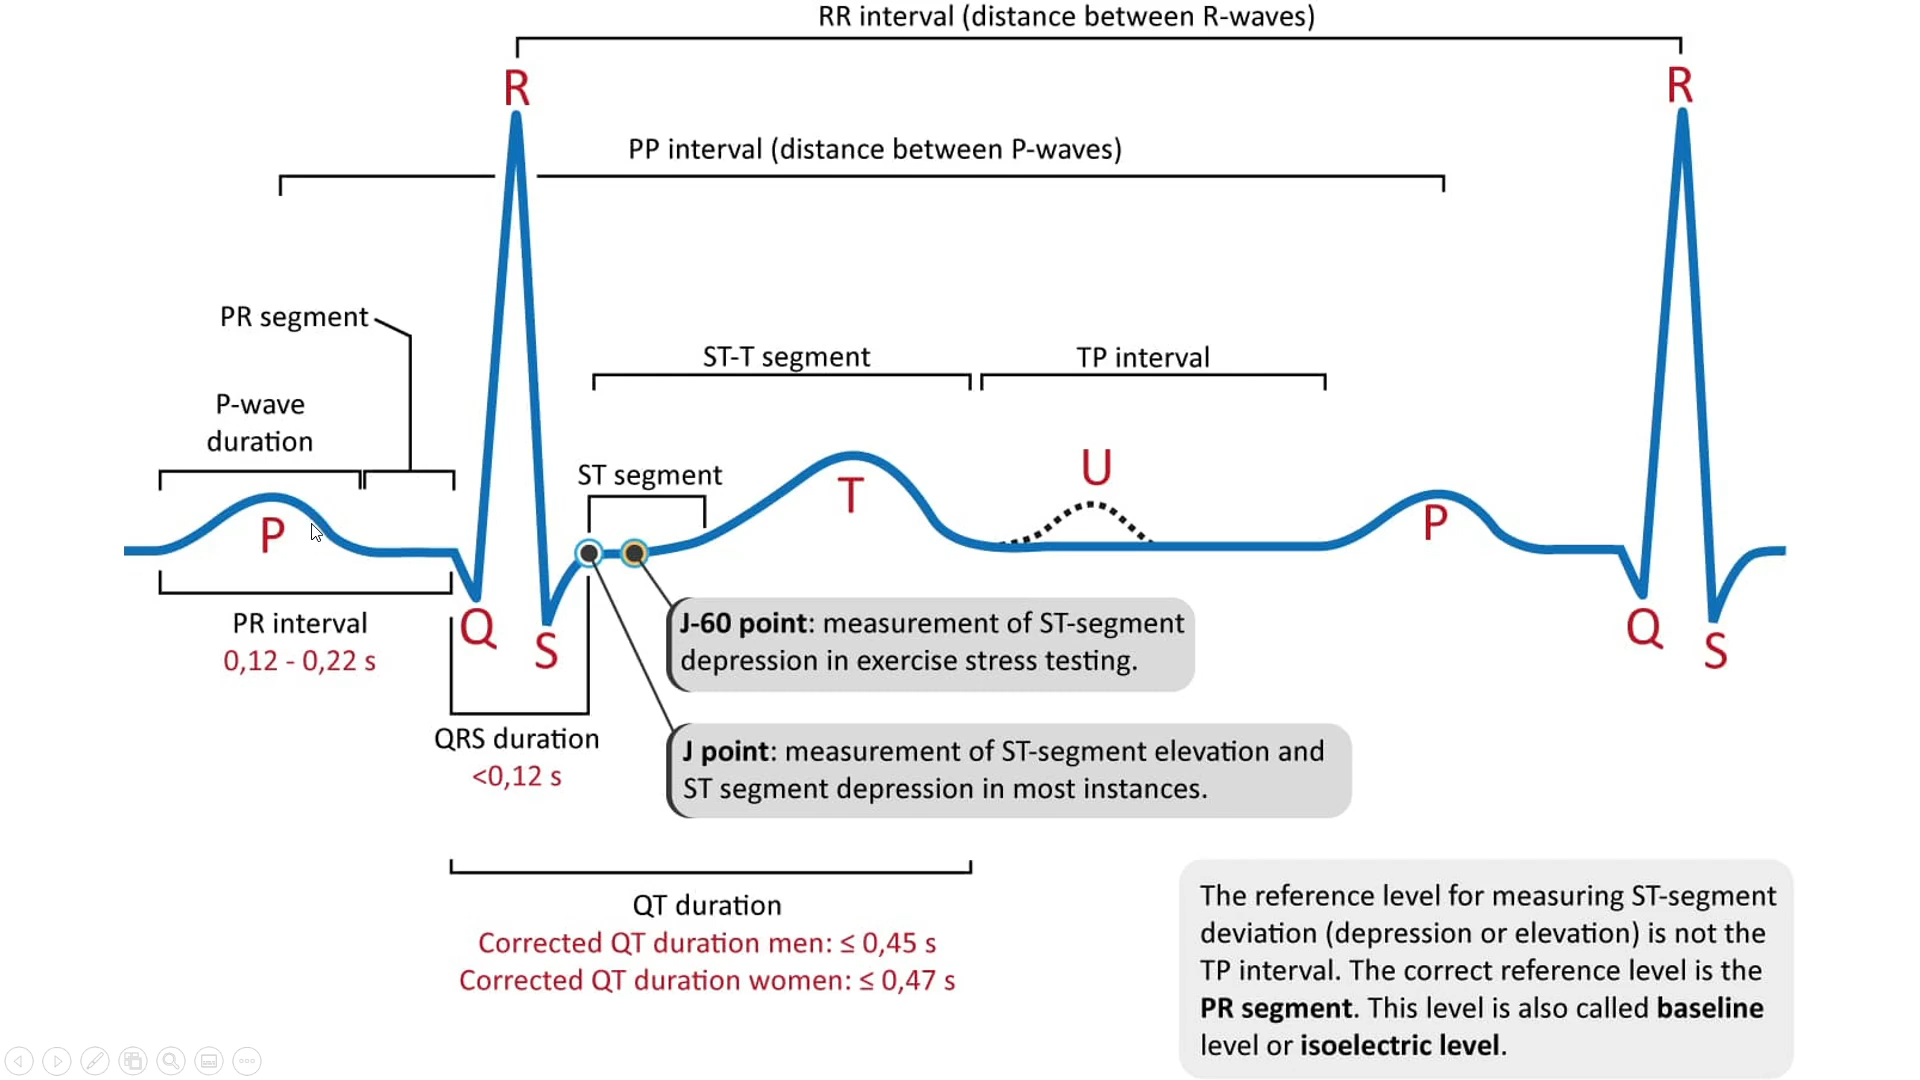 RR interval (distance between R-waves)
R
R
PP interval (distance between P-waves)
PR segment
ST-T segment
TP interval
P-wave
duration
ST segment
P
T
U
P
PR interval
0,12 - 0,22 s
Q
S
Q
S
J-60 point: measurement of ST-segment
depression in exercise stress testing.
QRS duration
<0,12 s
J point: measurement of ST-segment elevation and
ST segment depression in most instances.
QT duration
Corrected QT duration men: ≤ 0,45 s
Corrected QT duration women: ≤ 0,47 s
The reference level for measuring ST-segment
deviation (depression or elevation) is not the
TP interval. The correct reference level is the
PR segment. This level is also called baseline
level or isoelectric level.